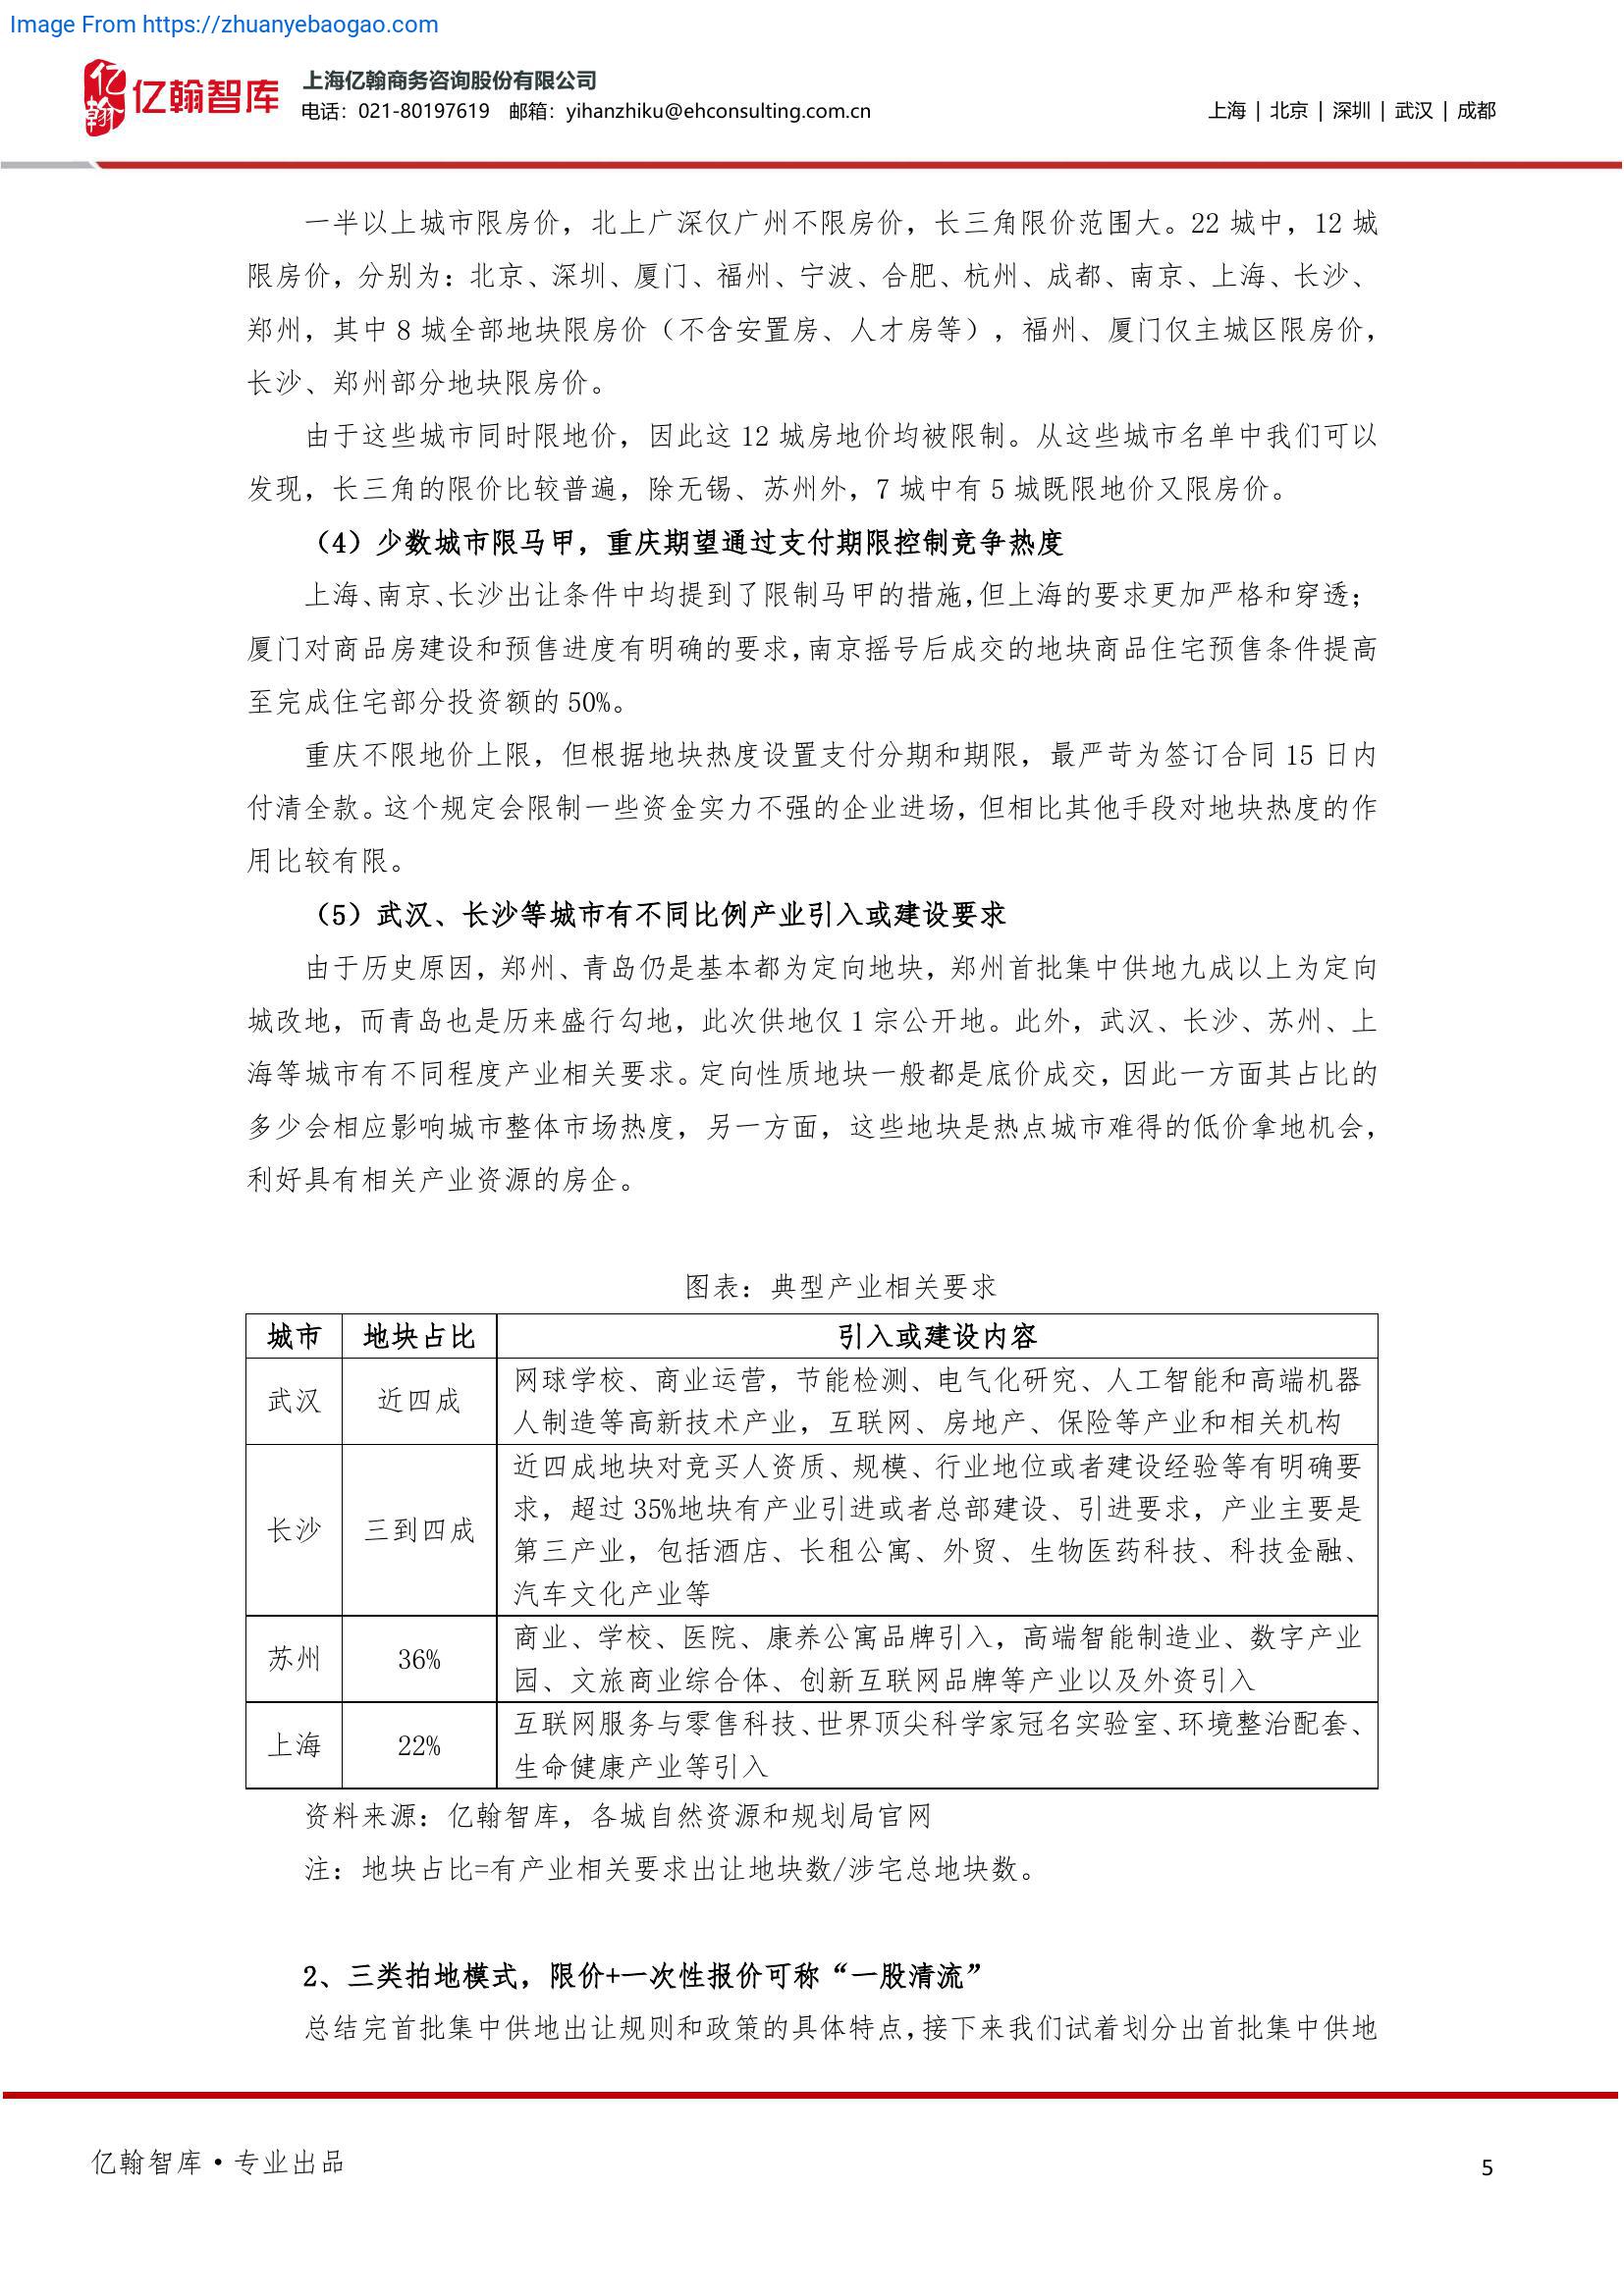 Image From https://zhuanyebaogao.com
亿翰
亿翰智库
上海亿翰商务咨询股份有限公司
电话：021-80197619 邮箱：yihanzhiku@ehconsulting.com.cn
上海 | 北京 | 深圳 | 武汉 | 成都
一半以上城市限房价，北上广深仅广州不限房价，长三角限价范围大。22 城中，12 城
限房价，分别为：北京、深圳、厦门、福州、宁波、合肥、杭州、成都、南京、上海、长沙、
郑州，其中 8 城全部地块限房价（不含安置房、人才房等），福州、厦门仅主城区限房价，
长沙、郑州部分地块限房价。
由于这些城市同时限地价，因此这 12 城房地价均被限制。从这些城市名单中我们可以
发现，长三角的限价比较普遍，除无锡、苏州外，7 城中有 5 城既限地价又限房价。
（4）少数城市限马甲，重庆期望通过支付期限控制竞争热度
上海、南京、长沙出让条件中均提到了限制马甲的措施，但上海的要求更加严格和穿透；
厦门对商品房建设和预售进度有明确的要求，南京摇号后成交的地块商品住宅预售条件提高
至完成住宅部分投资额的 50%。
重庆不限地价上限，但根据地块热度设置支付分期和期限，最严苛为签订合同 15 日内
付清全款。这个规定会限制一些资金实力不强的企业进场，但相比其他手段对地块热度的作
用比较有限。
（5）武汉、长沙等城市有不同比例产业引入或建设要求
由于历史原因，郑州、青岛仍是基本都为定向地块，郑州首批集中供地九成以上为定向
城改地，而青岛也是历来盛行勾地，此次供地仅 1 宗公开地。此外，武汉、长沙、苏州、上
海等城市有不同程度产业相关要求。定向性质地块一般都是底价成交，因此一方面其占比的
多少会相应影响城市整体市场热度，另一方面，这些地块是热点城市难得的低价拿地机会，
利好具有相关产业资源的房企。
图表：典型产业相关要求
城市 地块占比 引入或建设内容
武汉 近四成 网球学校、商业运营，节能检测、电气化研究、人工智能和高端机器
人制造等高新技术产业，互联网、房地产、保险等产业和相关机构
长沙 三到四成 近四成地块对竞买人资质、规模、行业地位或者建设经验等有明确要
求，超过 35%地块有产业引进或者总部建设、引进要求，产业主要是
第三产业，包括酒店、长租公寓、外贸、生物医药科技、科技金融、
汽车文化产业等
苏州 36% 商业、学校、医院、康养公寓品牌引入，高端智能制造业、数字产业
园、文旅商业综合体、创新互联网品牌等产业以及外资引入
上海 22% 互联网服务与零售科技、世界顶尖科学家冠名实验室、环境整治配套、
生命健康产业等引入
资料来源：亿翰智库，各城自然资源和规划局官网
注：地块占比=有产业相关要求出让地块数/涉宅总地块数。
2、三类拍地模式，限价+一次性报价可称“一股清流”
总结完首批集中供地出让规则和政策的具体特点，接下来我们试着划分出首批集中供地
亿翰智库•专业出品
5